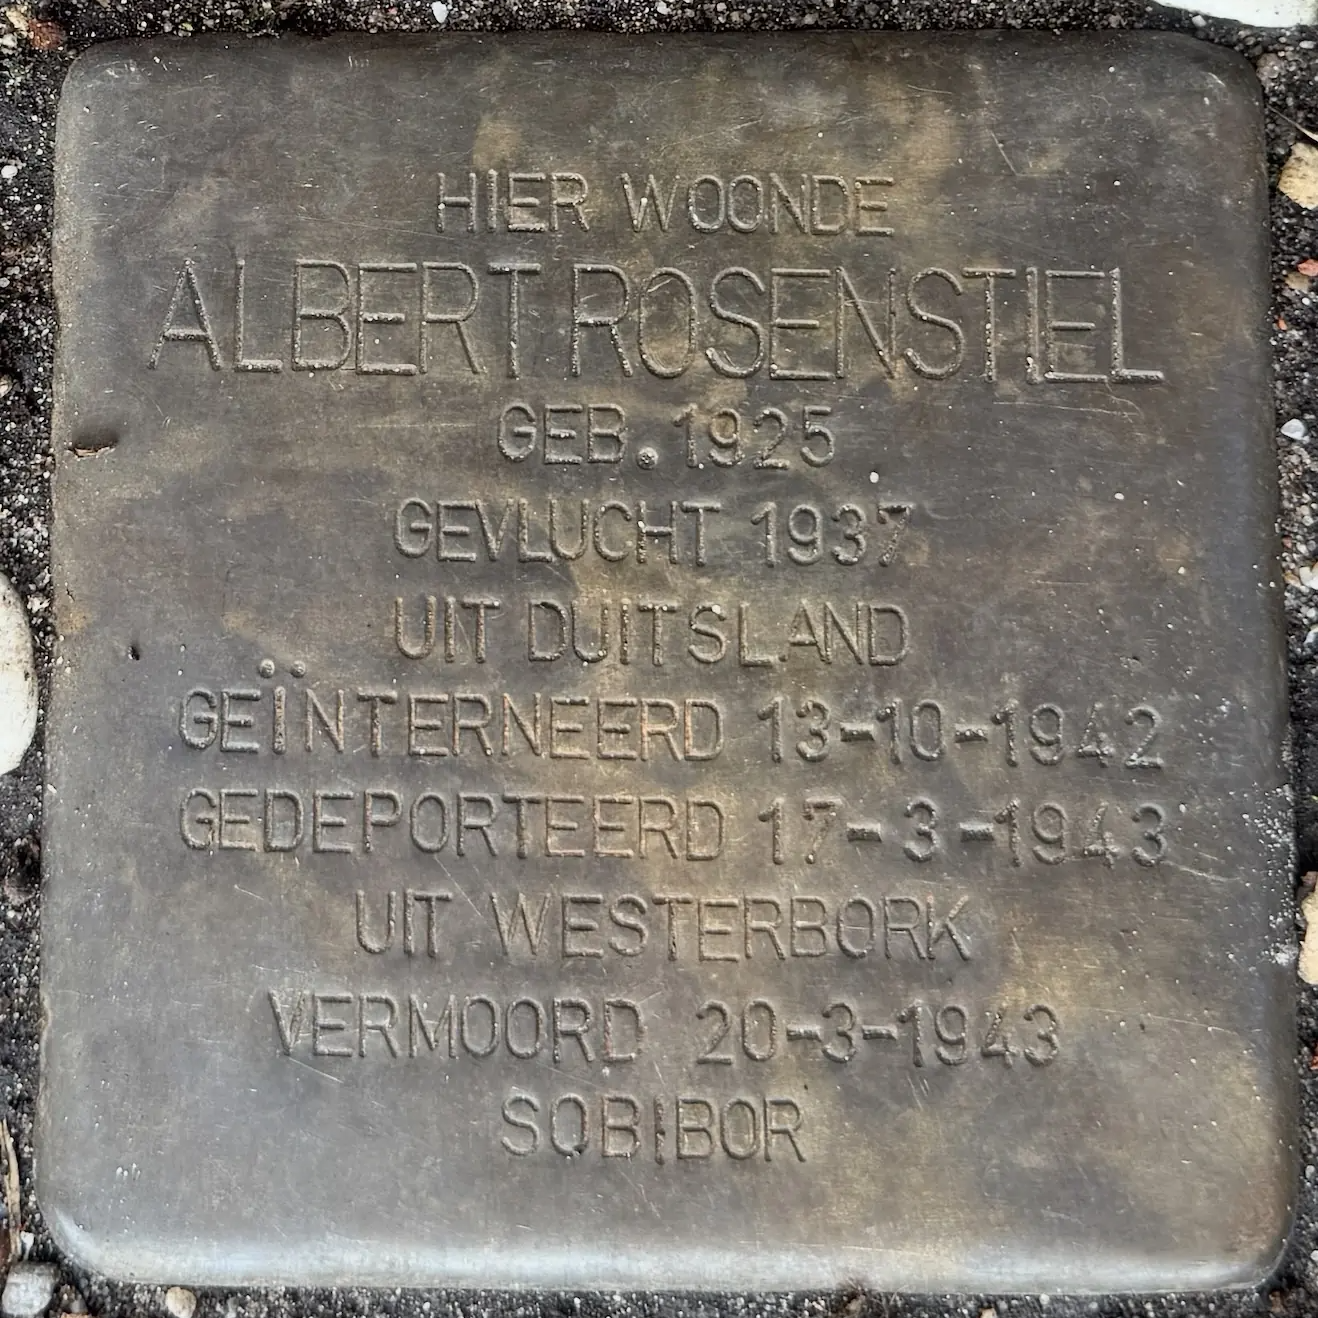 HIER WOONDE
ALBERT ROSENSTIEL
GEB. 1925
GEVLUCHT 1937
UIT DUITSLAND
GEÏNTERNEERD 13-10-1942
GEDEPORTEERD 17-3-1943
UIT WESTERBORK
VERMOORD 20-3-1943
SOBIBOR